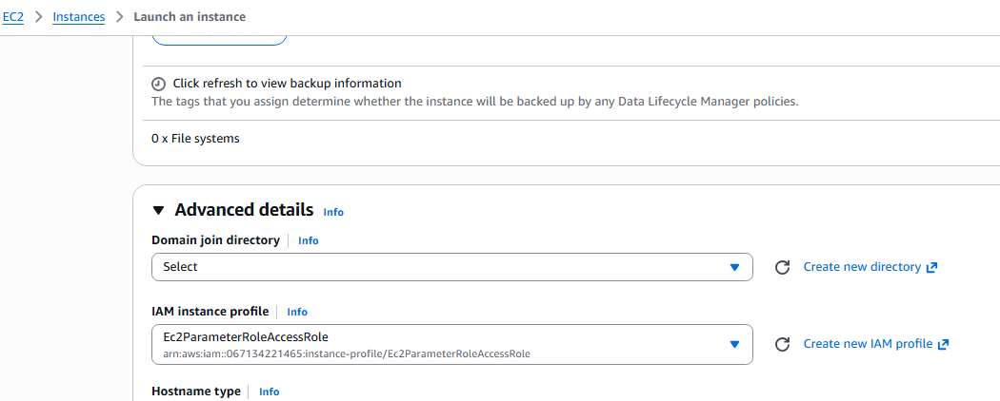 EC2 > Instances > Launch an instance
Click refresh to view backup information
The tags that you assign determine whether the instance will be backed up by any Data Lifecycle Manager policies.
0 x File systems
Advanced details Info
Domain join directory Info
Select Create new directory
IAM instance profile Info
Ec2ParameterRoleAccessRole
arn:aws:iam::067134221465:instance-profile/Ec2ParameterRoleAccessRole
Create new IAM profile
Hostname type Info